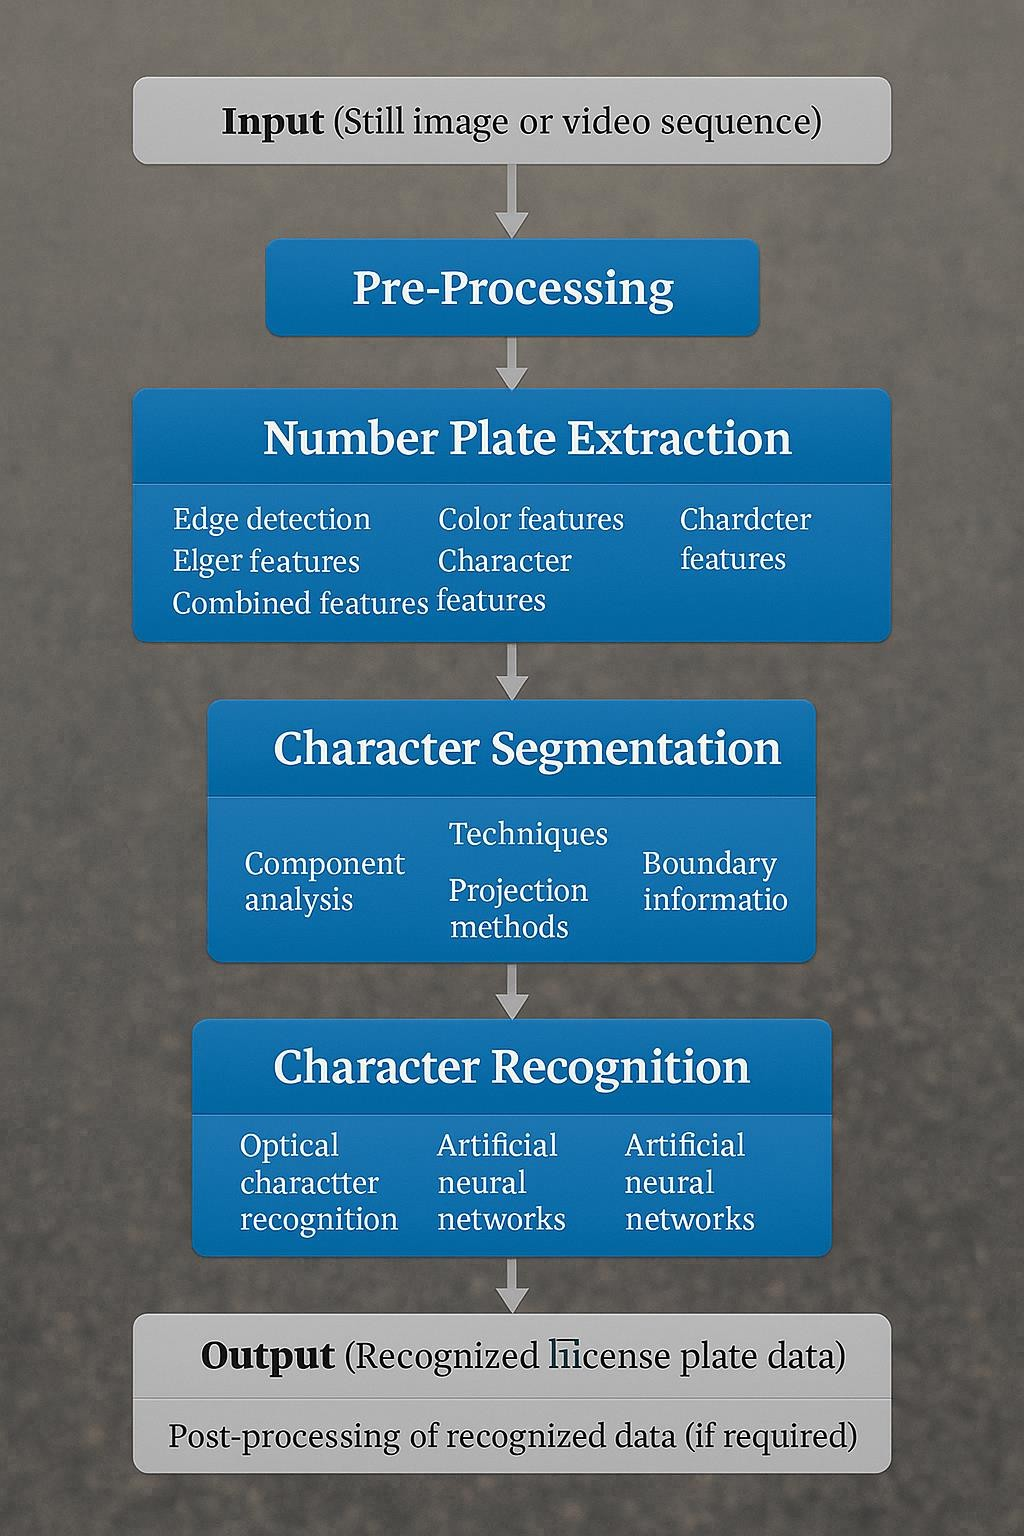 Input (Still image or video sequence)
Pre-Processing
Number Plate Extraction
Edge detection
Elger features
Combined features
Color features
Character
features
Chardcter
features
Character Segmentation
Component
analysis
Techniques
Projection
methods
Boundary
informatio
Character Recognition
Optical
charactter
recognition
Artificial
neural
networks
Artificial
neural
networks
Output (Recognized plate data)
Post-processing of recognized data (if required)